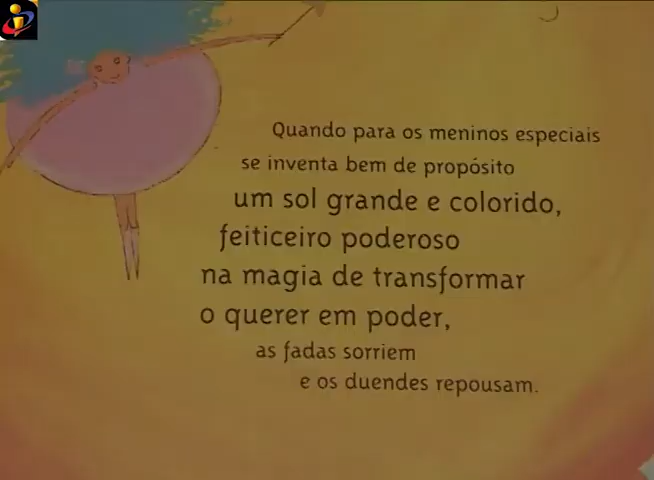 Quando para os meninos especiais
se inventa bem de propósito
um sol grande e colorido,
feiticeiro poderoso
na magia de transformar
o querer em poder,
as fadas sorriem
e os duendes repousam.